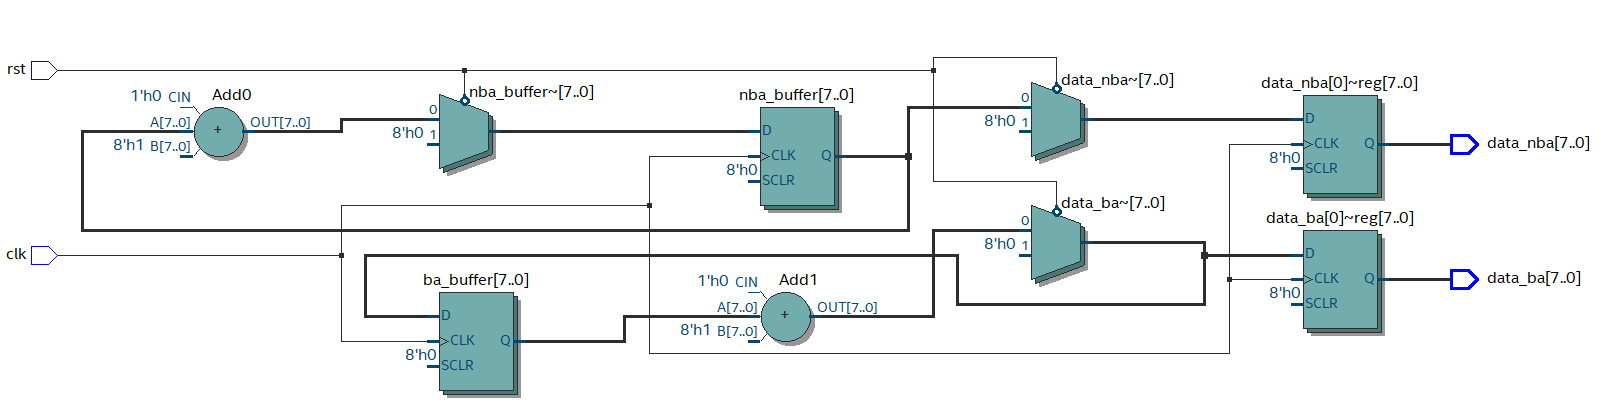 rst
1'h0 CIN
Add0
A[7..0]
OUT[7..0]
8'h1 B[7..0]
+
nba_buffer~[7..0]
0
8'h0 1
nba_buffer[7..0]
D
CLK
Q
8'h0
SCLR
data_nba~[7..0]
0
8'h0 1
data_nba[0]~reg[7..0]
D
CLK
Q
8'h0
SCLR
data_nba[7..0]
data_ba~[7..0]
0
8'h0 1
data_ba[0]~reg[7..0]
D
CLK
Q
8'h0
SCLR
data_ba[7..0]
clk
ba_buffer[7..0]
D
CLK
Q
8'h0
SCLR
1'h0 CIN
Add1
A[7..0]
OUT[7..0]
8'h1 B[7..0]
+